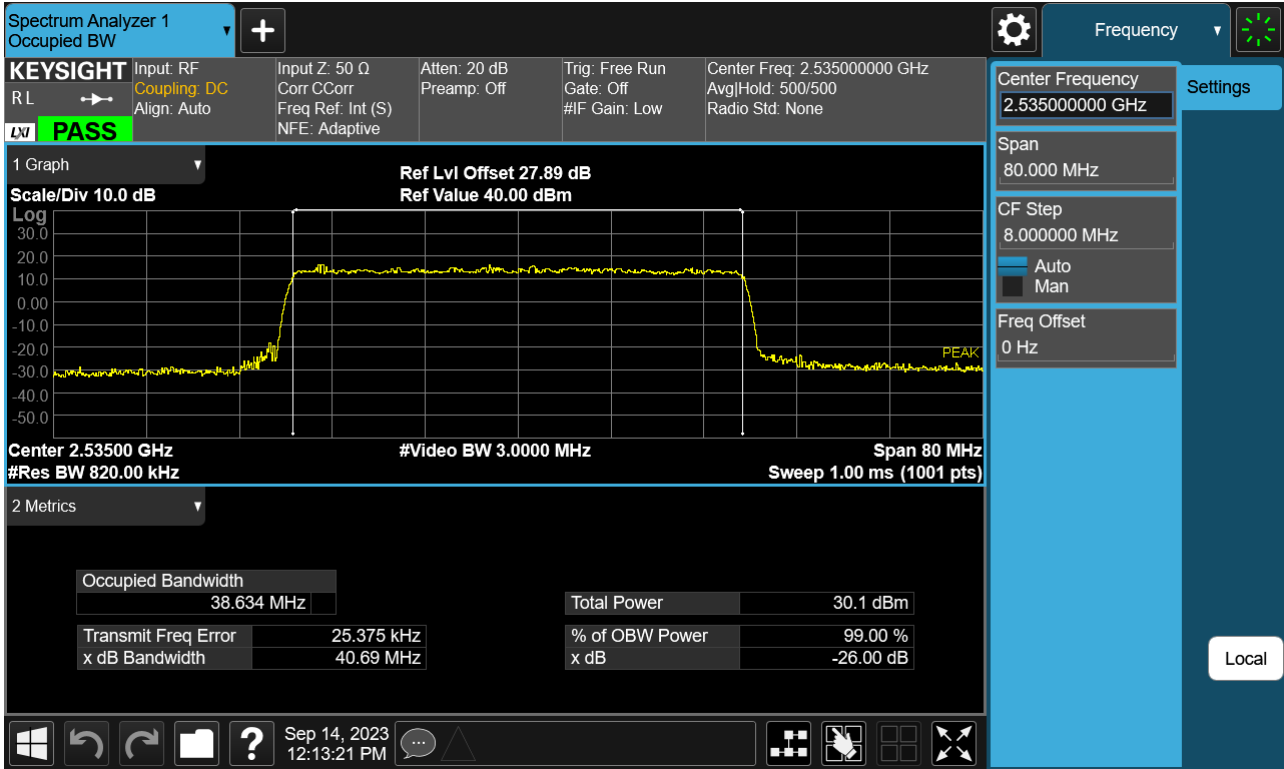 Spectrum Analyzer 1
Occupied BW
▼
+
Frequency
▼
KEYSIGHT
R L
LXI
PASS
Input: RF
Coupling: DC
Align: Auto
Input Z: 50 Ω
Corr CCorr
Freq Ref: Int (S)
NFE: Adaptive
Atten: 20 dB
Preamp: Off
Trig: Free Run
Gate: Off
#IF Gain: Low
Center Freq: 2.535000000 GHz
Avg|Hold: 500/500
Radio Std: None
Center Frequency
2.535000000 GHz
Settings
Span
80.000 MHz
CF Step
8.000000 MHz
Auto
Man
Freq Offset
0 Hz
Local
1 Graph
▼
Scale/Div 10.0 dB
Ref Lvl Offset 27.89 dB
Ref Value 40.00 dBm
Log
30.0
20.0
10.0
0.00
-10.0
-20.0
-30.0
-40.0
-50.0
PEAK
Center 2.53500 GHz
#Video BW 3.0000 MHz
Span 80 MHz
#Res BW 820.00 kHz
Sweep 1.00 ms (1001 pts)
2 Metrics
▼
Occupied Bandwidth
38.634 MHz
Total Power 30.1 dBm
Transmit Freq Error 25.375 kHz
% of OBW Power 99.00 %
x dB Bandwidth 40.69 MHz
x dB -26.00 dB
?
Sep 14, 2023
12:13:21 PM